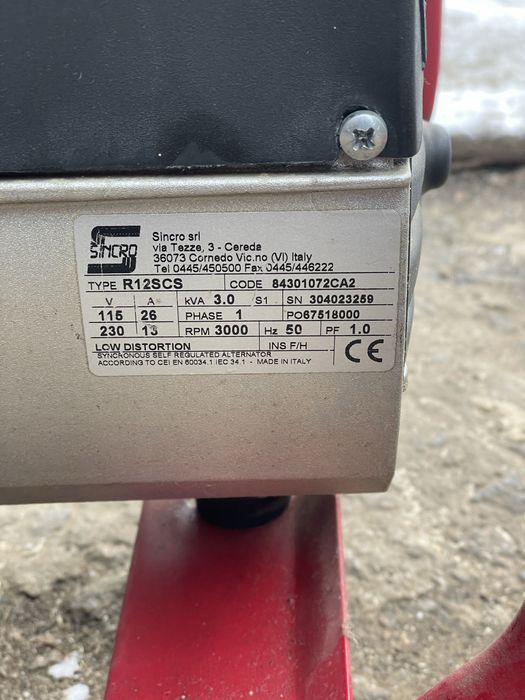 SINCRO
Sincro srl
via Tezze, 3 - Cereda
36073 Cornedo Vic.no (VI) Italy
Tel 0445/450500 Fax 0445/446222
TYPE R12SCS CODE 84301072CA2
V A kVA 3.0 S1 SN 304023259
115 26 PHASE 1 PO67518000
230 13 RPM 3000 Hz 50 PF 1.0
LOW DISTORTION INS F/H
SYNCHONOUS SELF REGULATED ALTERNATOR
ACCORDING TO CEI EN 60034.1 IEC 34.1 - MADE IN ITALY
CE